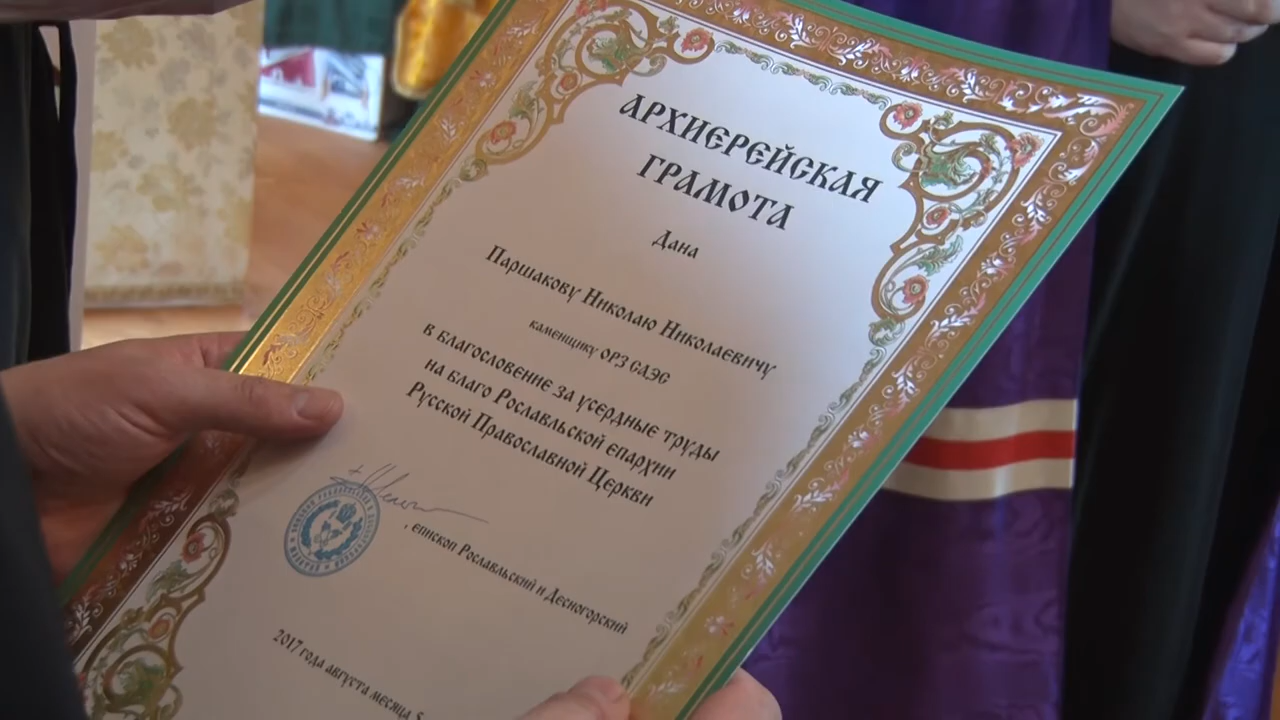 АРХИЕРЕЙСКАЯ
ГРАМОТА
Дана
Паршакову Николаю Николаевичу
каменщику ОРЗ САЭС
в благословение за усердные труды
на благо Рославльской епархии
Русской Православной Церкви
, епископ Рославльский и Десногорский
2017 года августа месяца 5